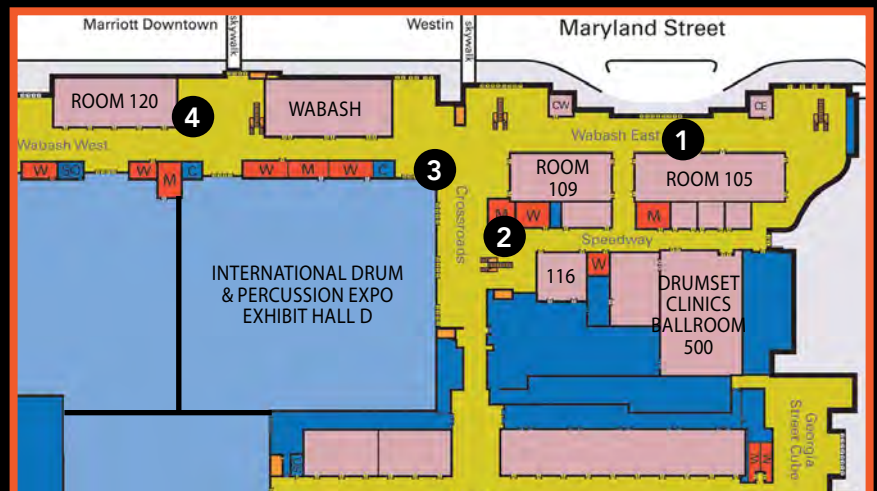 Marriott Downtown
skywalk
Westin
skywalk
Maryland Street
ROOM 120
4
WABASH
CW
CE
Wabash East
1
Wabash West
W
SO
W
M
C
W
M
W
C
3
Crossroads
ROOM
109
ROOM 105
M
W
M
2
Speedway
INTERNATIONAL DRUM
& PERCUSSION EXPO
EXHIBIT HALL D
116
W
DRUMSET
CLINICS
BALLROOM
500
Georgia
Street Cube
M
W